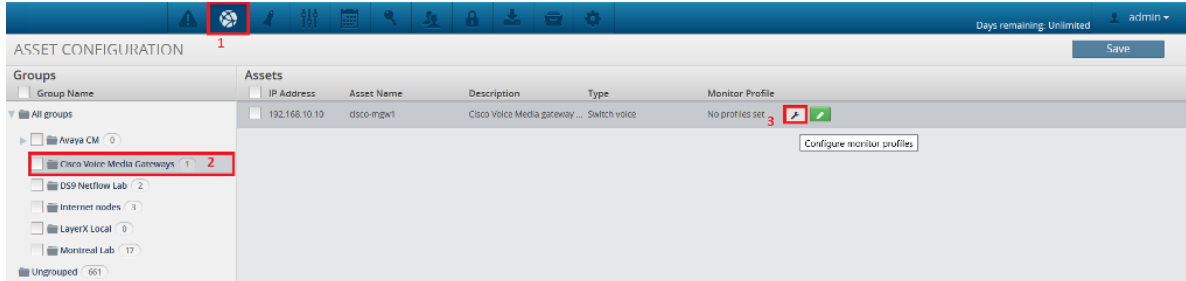 Days remaining: Unlimited
admin
1
ASSET CONFIGURATION
Save
Groups
Assets
Group Name
IP Address Asset Name Description Type Monitor Profile
All groups
192.168.10.10 cisco-mgw1 Cisco Voice Media gateway ... Switch voice No profiles set 3
Configure monitor profiles
Avaya CM 0
Cisco Voice Media Gateways 1 2
DS9 Netflow Lab 2
Internet nodes 3
LayerX Local 0
Montreal Lab 17
Ungrouped 661